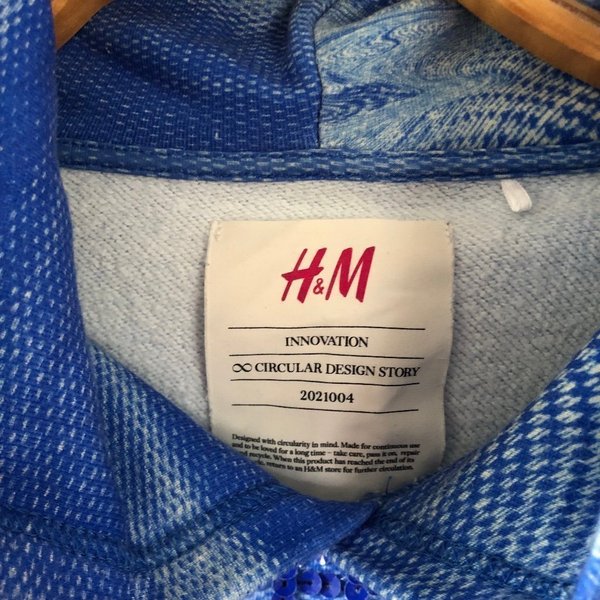 H&M
INNOVATION
∞ CIRCULAR DESIGN STORY
2021004
Designed with circularity in mind. Made for continuous use
and to be loved for a long time – take care, pass it on, repair
and recycle. When this product has reached the end of its
return to an H&M store for further circulation.